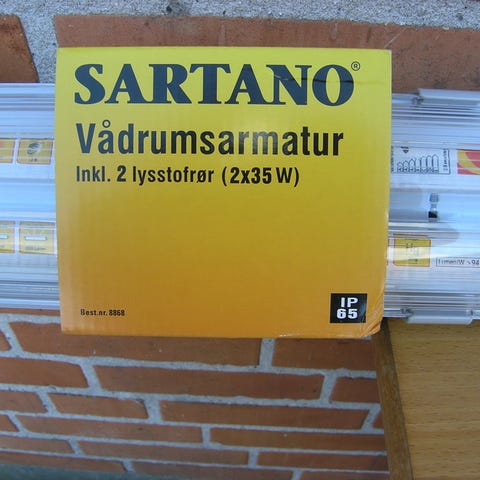 SARTANO®
Vådrumsarmatur
Inkl. 2 lysstofrør (2x35 W)
Best.nr. 8868
IP
65